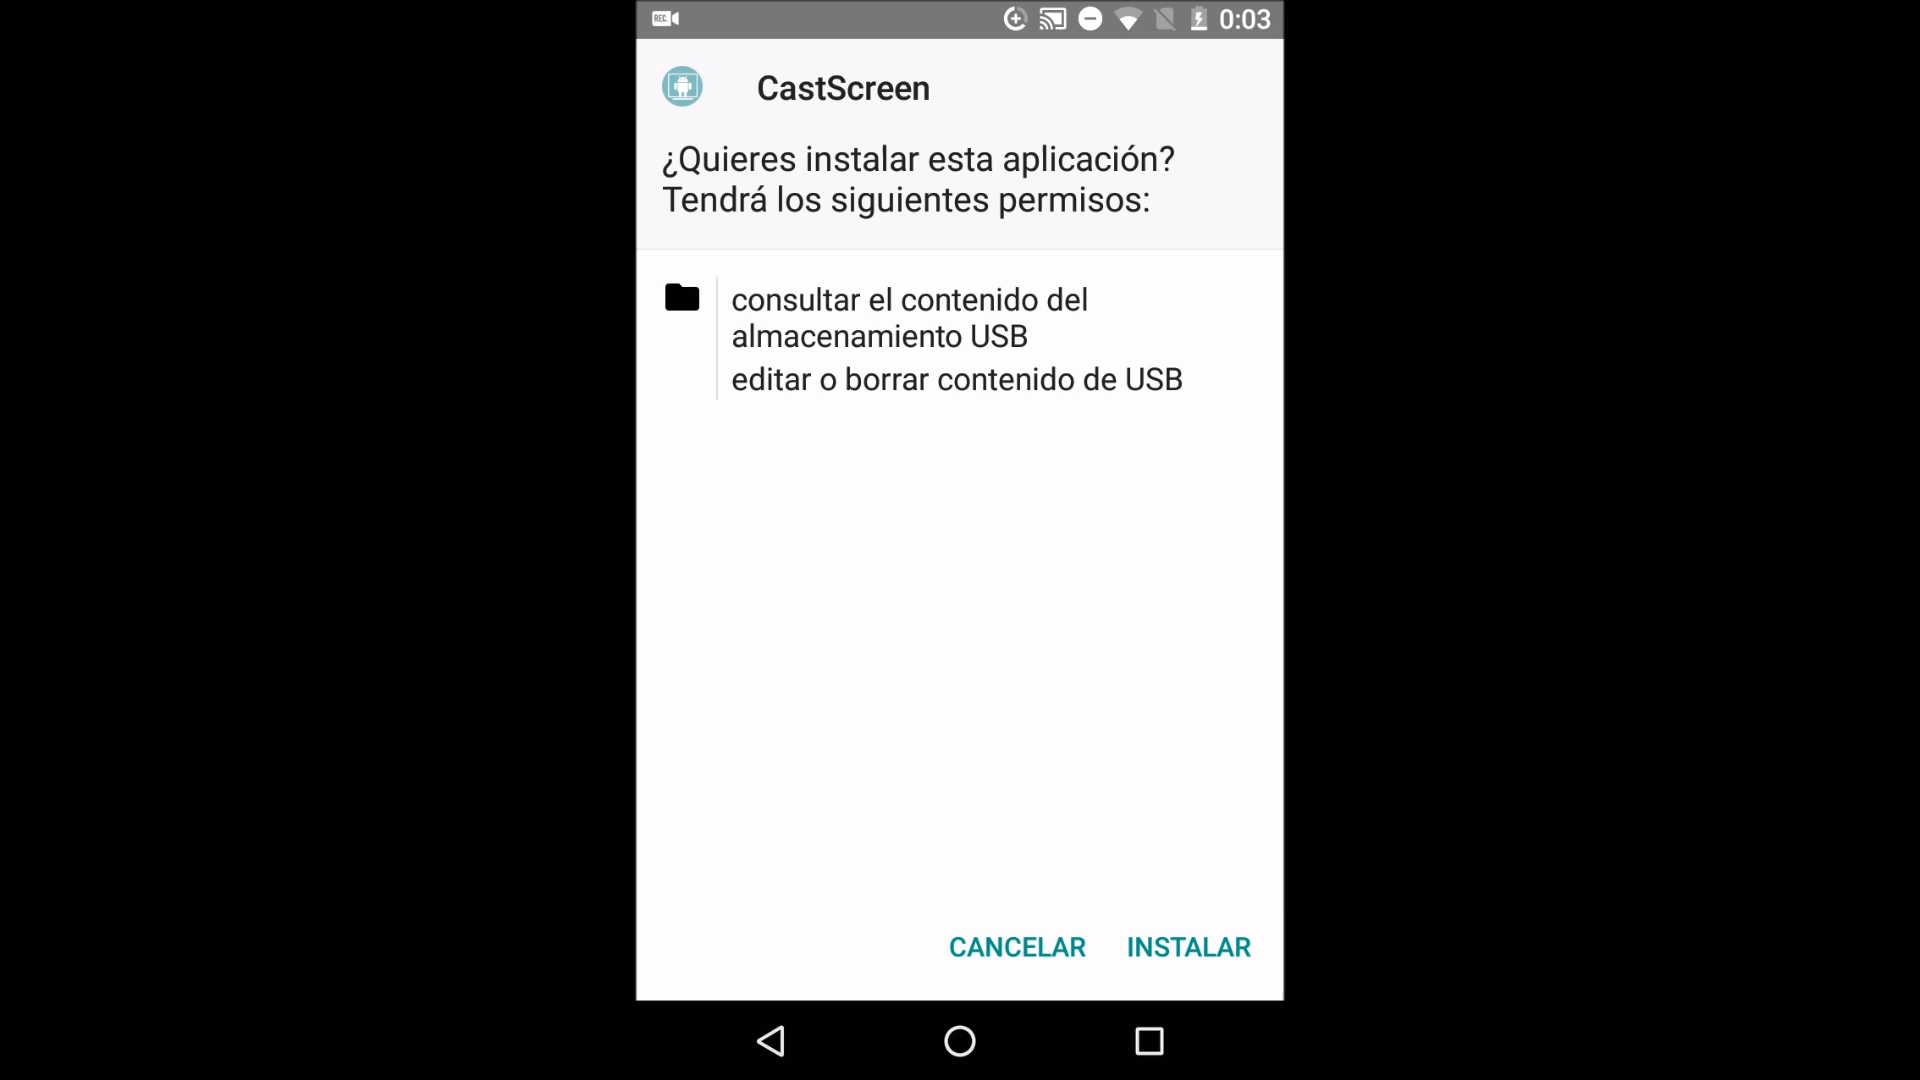 REC.
0:03
CastScreen
¿Quieres instalar esta aplicación?
Tendrá los siguientes permisos:
consultar el contenido del
almacenamiento USB
editar o borrar contenido de USB
CANCELAR INSTALAR